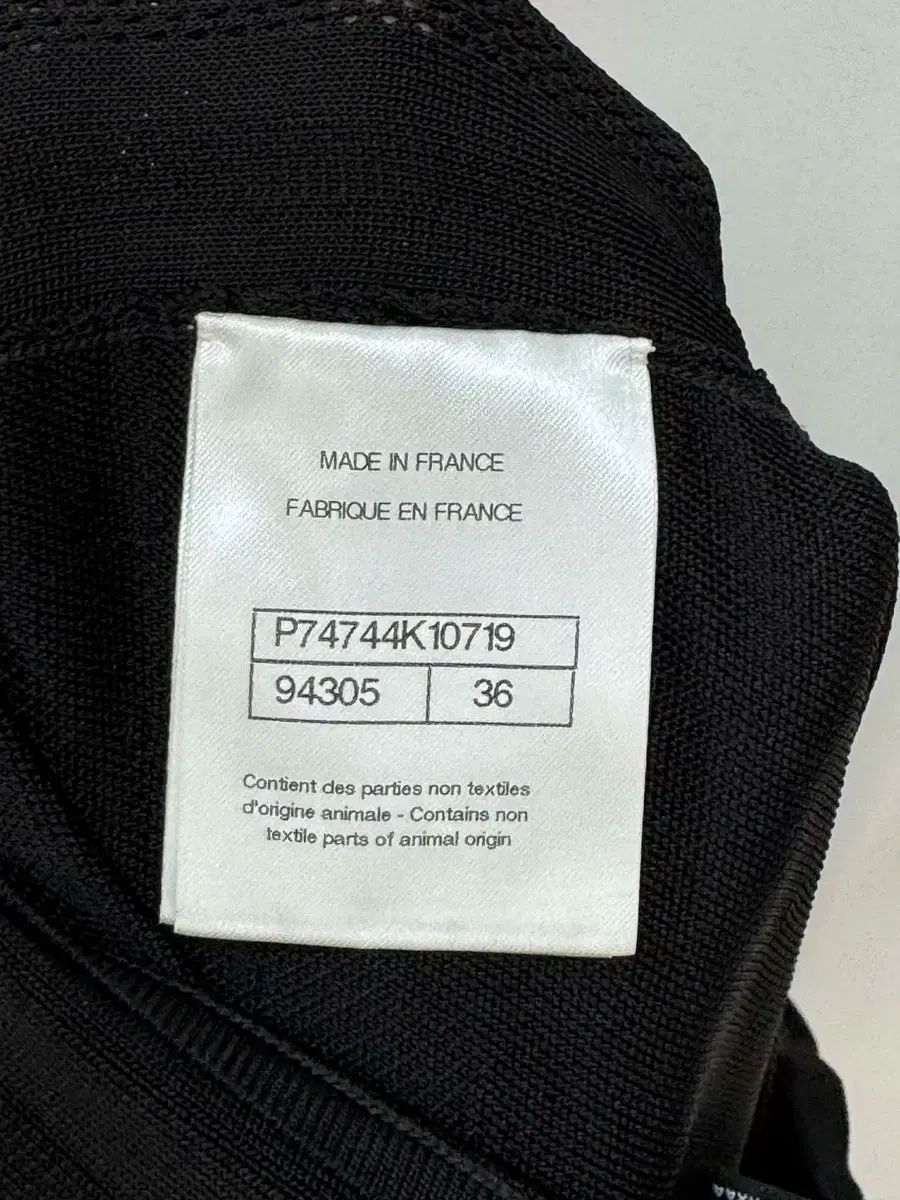 MADE IN FRANCE
FABRIQUE EN FRANCE
P74744K10719
94305 36
Contient des parties non textiles
d'origine animale - Contains non
textile parts of animal origin